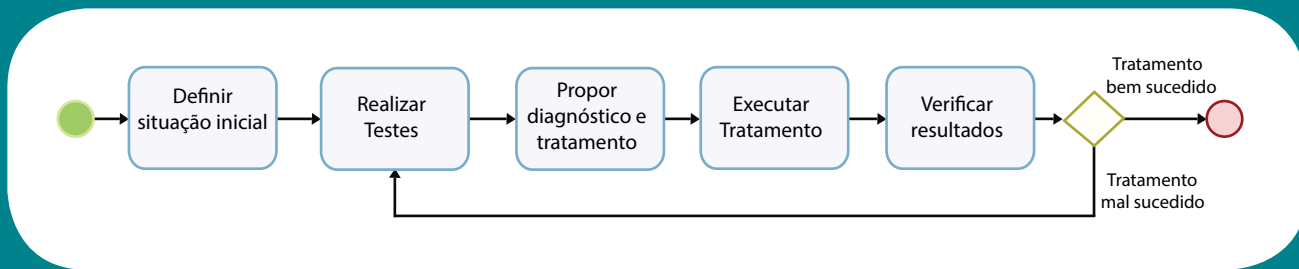 Definir
situação inicial
Realizar
Testes
Propor
diagnóstico e
tratamento
Executar
Tratamento
Verificar
resultados
Tratamento
bem sucedido
Tratamento
mal sucedido